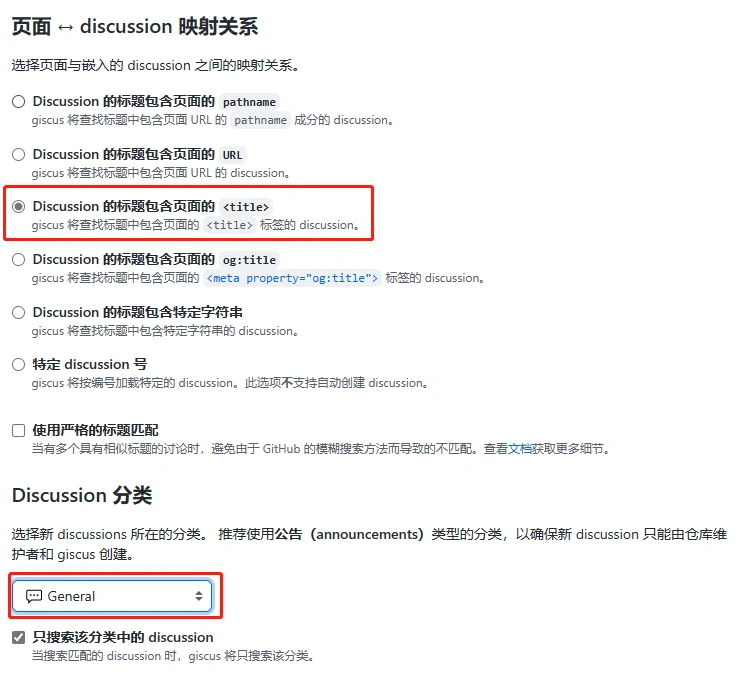 页面 ↔ discussion 映射关系
选择页面与嵌入的 discussion 之间的映射关系。
Discussion 的标题包含页面的 pathname
giscus 将查找标题中包含页面 URL 的 pathname 成分的 discussion。
Discussion 的标题包含页面的 URL
giscus 将查找标题中包含页面 URL 的 discussion。
Discussion 的标题包含页面的 <title>
giscus 将查找标题中包含页面的 <title> 标签的 discussion。
Discussion 的标题包含页面的 og:title
giscus 将查找标题中包含页面的 <meta property="og:title"> 标签的 discussion。
Discussion 的标题包含特定字符串
giscus 将查找标题中包含特定字符串的 discussion。
特定 discussion 号
giscus 将按编号加载特定的 discussion。此选项不支持自动创建 discussion。
使用严格的标题匹配
当有多个具有相似标题的讨论时，避免由于 GitHub 的模糊搜索方法而导致的不匹配。查看文档获取更多细节。
Discussion 分类
选择新 discussions 所在的分类。 推荐使用公告（announcements）类型的分类，以确保新 discussion 只能由仓库维
护者和 giscus 创建。
General
只搜索该分类中的 discussion
当搜索匹配的 discussion 时，giscus 将只搜索该分类。